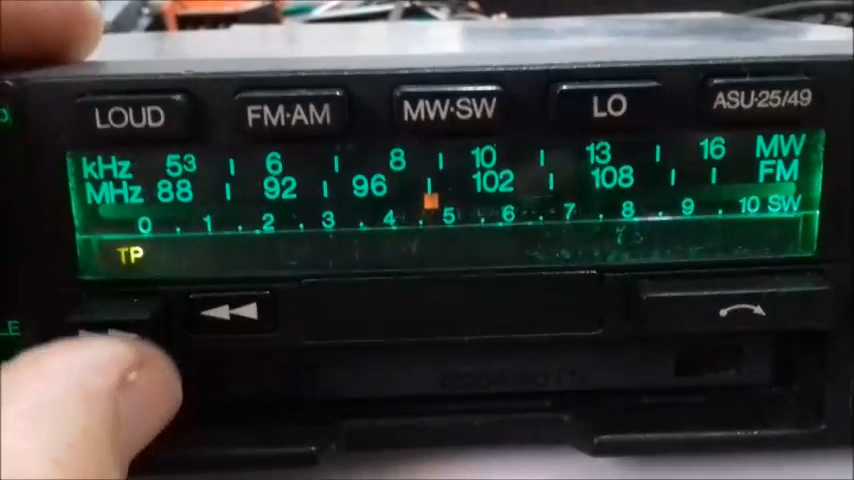 LOUD FM·AM MW·SW LO ASU·25/49
kHz 53 6 8 10 13 16 MW
MHz 88 92 96 102 108 FM
0 . 1 . 2 . 3 . 4 . 5 . 6 . 7 . 8 . 9 . 10 SW
TP
LE